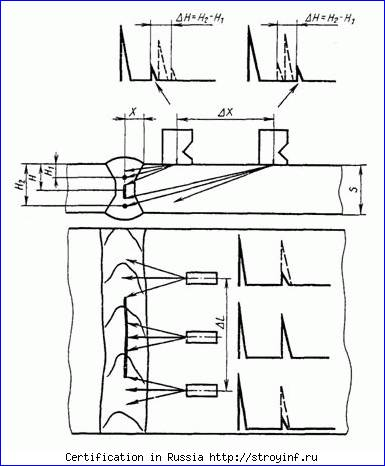 ΔH=H₂-H₁
ΔH=H₂-H₁
X
ΔX
H₂
H
H₁
S
ΔL
Certification in Russia http://stroyinf.ru